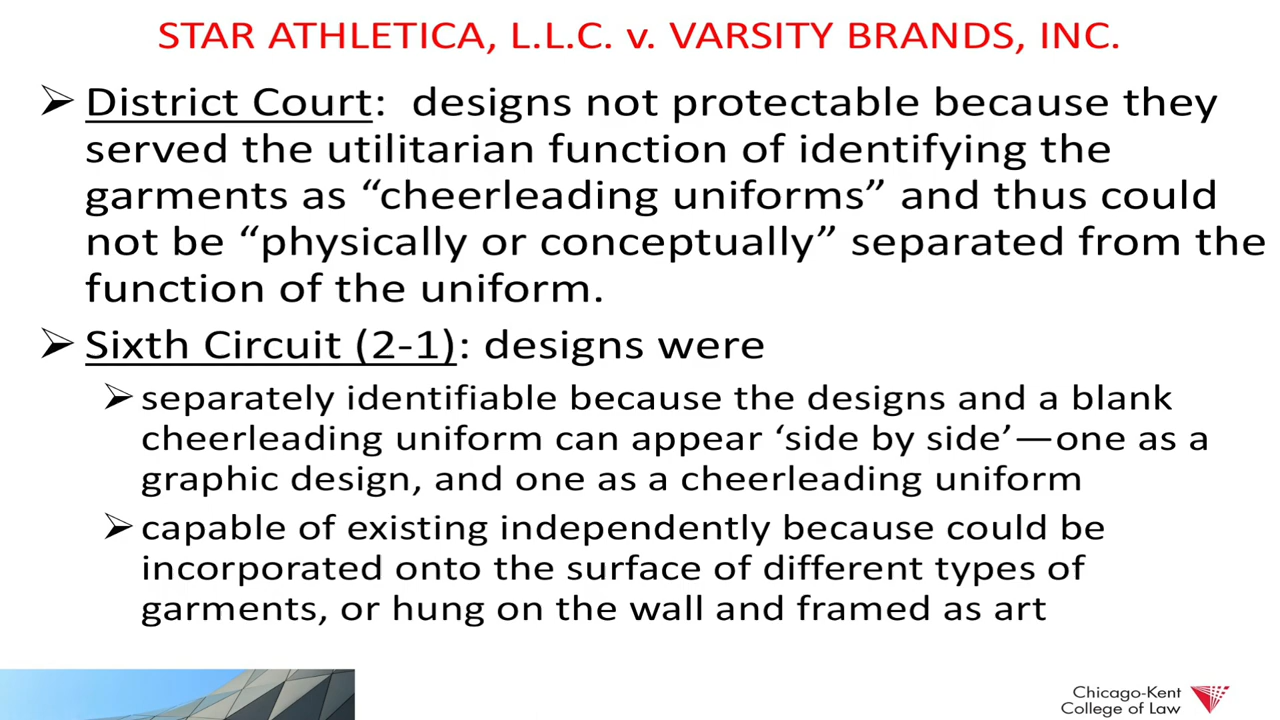 STAR ATHLETICA, L.L.C. v. VARSITY BRANDS, INC.
District Court: designs not protectable because they
served the utilitarian function of identifying the
garments as “cheerleading uniforms” and thus could
not be “physically or conceptually” separated from the
function of the uniform.
Sixth Circuit (2-1): designs were
separately identifiable because the designs and a blank
cheerleading uniform can appear ‘side by side’—one as a
graphic design, and one as a cheerleading uniform
capable of existing independently because could be
incorporated onto the surface of different types of
garments, or hung on the wall and framed as art
Chicago-Kent
College of Law